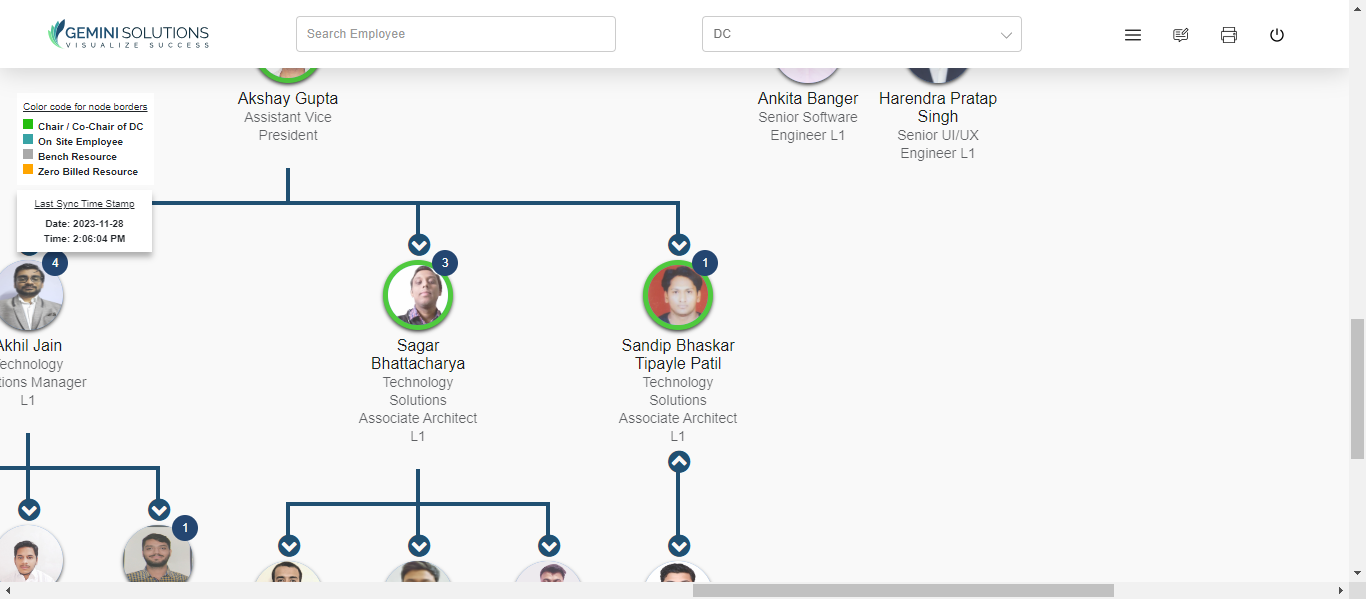 GEMINI SOLUTIONS
VISUALIZE SUCCESS
Search Employee
DC
Color code for node borders
Chair / Co-Chair of DC
On Site Employee
Bench Resource
Zero Billed Resource
Last Sync Time Stamp
Date: 2023-11-28
Time: 2:06:04 PM
Akshay Gupta
Assistant Vice
President
Ankita Banger
Senior Software
Engineer L1
Harendra Pratap
Singh
Senior UI/UX
Engineer L1
4
Akhil Jain
Technology
tions Manager
L1
3
Sagar
Bhattacharya
Technology
Solutions
Associate Architect
L1
1
Sandip Bhaskar
Tipayle Patil
Technology
Solutions
Associate Architect
L1
1